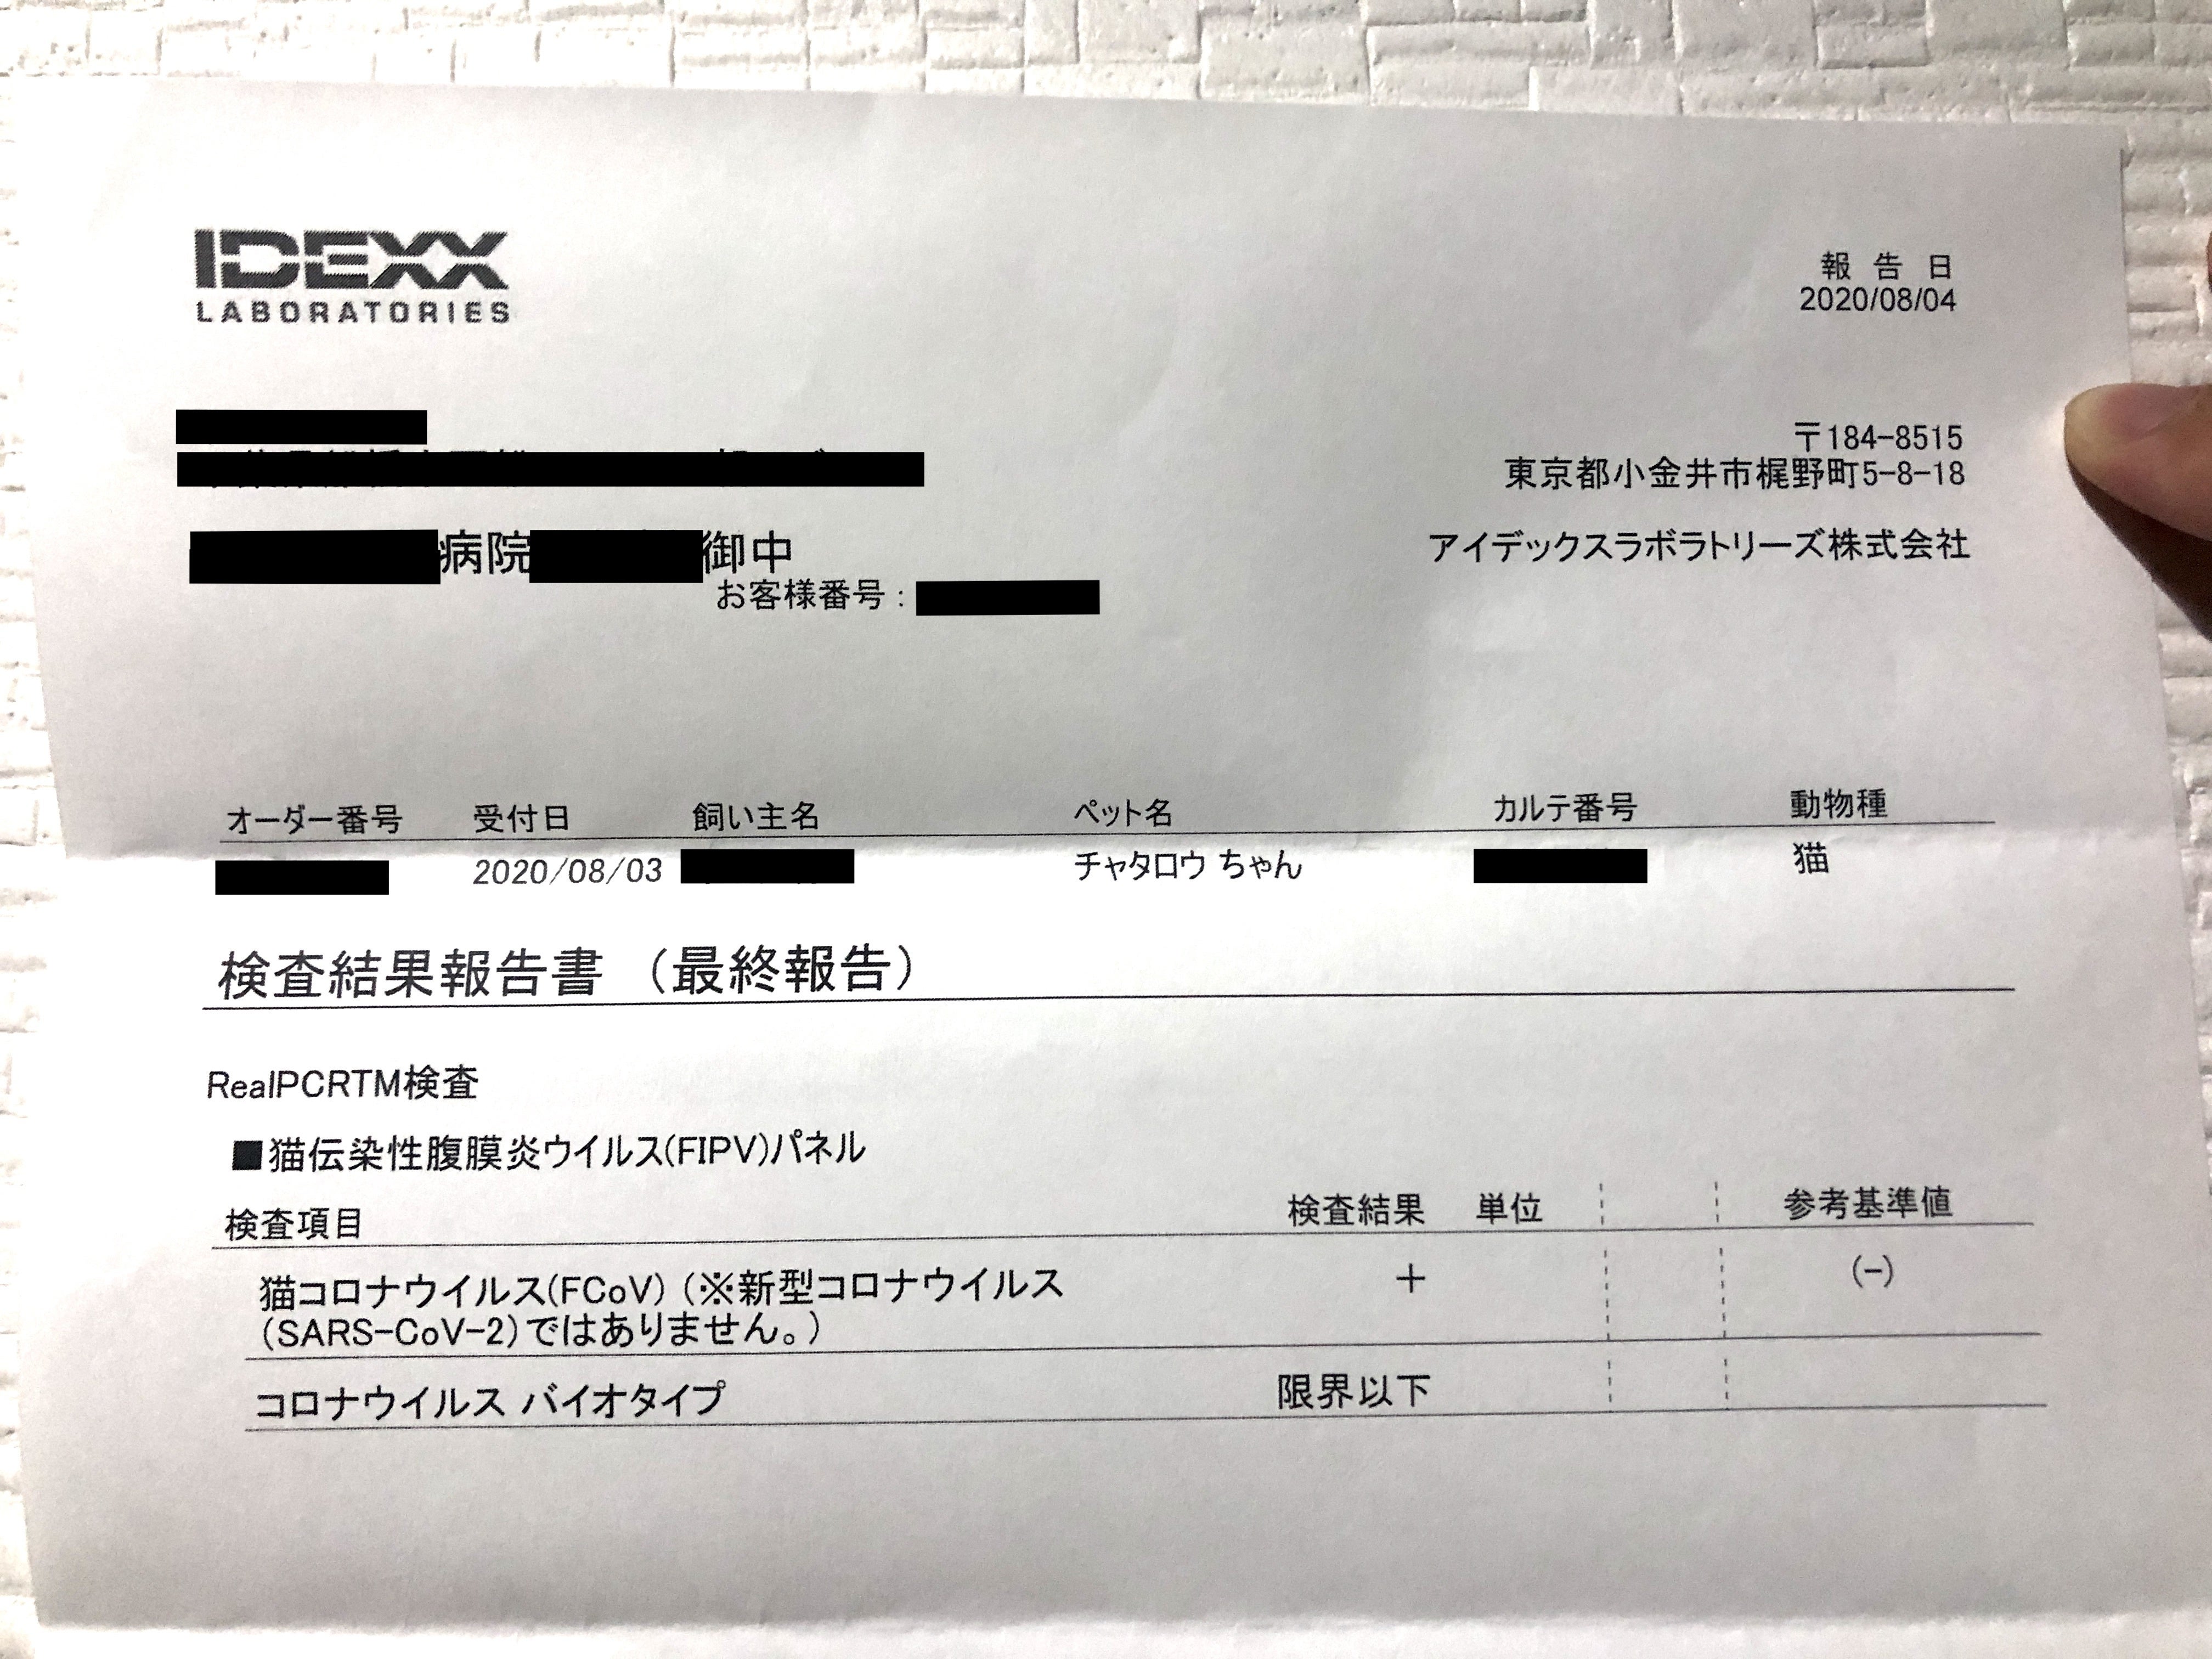 IDEXX
LABORATORIES
報告日
2020/08/04
〒184-8515
東京都小金井市梶野町5-8-18
病院 御中
アイデックスラボラトリーズ株式会社
お客様番号:
オーダー番号 受付日 飼い主名 ペット名 カルテ番号 動物種
2020/08/03 チャタロウ ちゃん 猫
検査結果報告書 (最終報告)
RealPCRTM検査
■猫伝染性腹膜炎ウイルス(FIPV)パネル
検査項目 検査結果 単位 参考基準値
猫コロナウイルス(FCoV) (※新型コロナウイルス + (-)
(SARS-CoV-2)ではありません。)
コロナウイルス バイオタイプ 限界以下